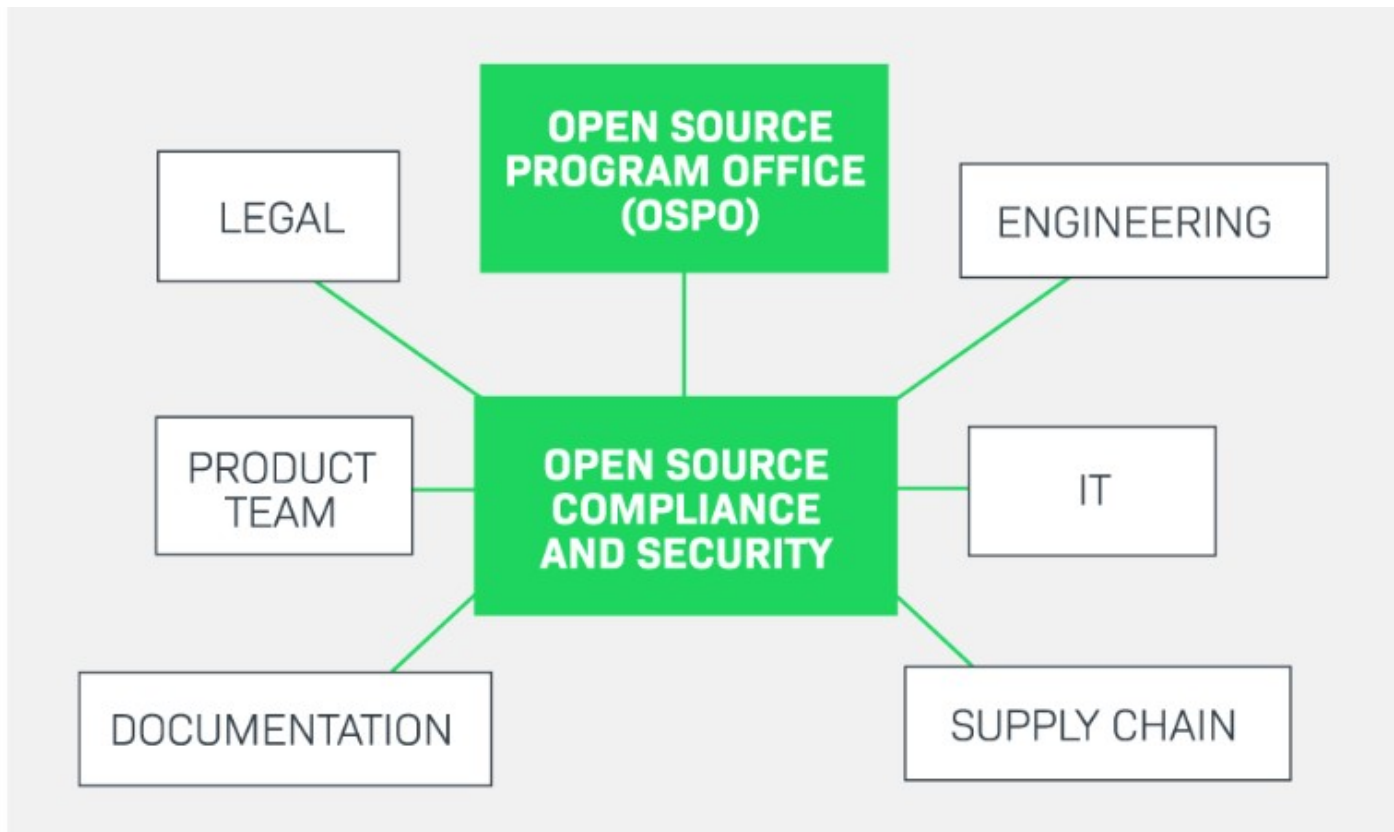 OPEN SOURCE
PROGRAM OFFICE
(OSPO)
LEGAL
ENGINEERING
PRODUCT
TEAM
OPEN SOURCE
COMPLIANCE
AND SECURITY
IT
DOCUMENTATION
SUPPLY CHAIN